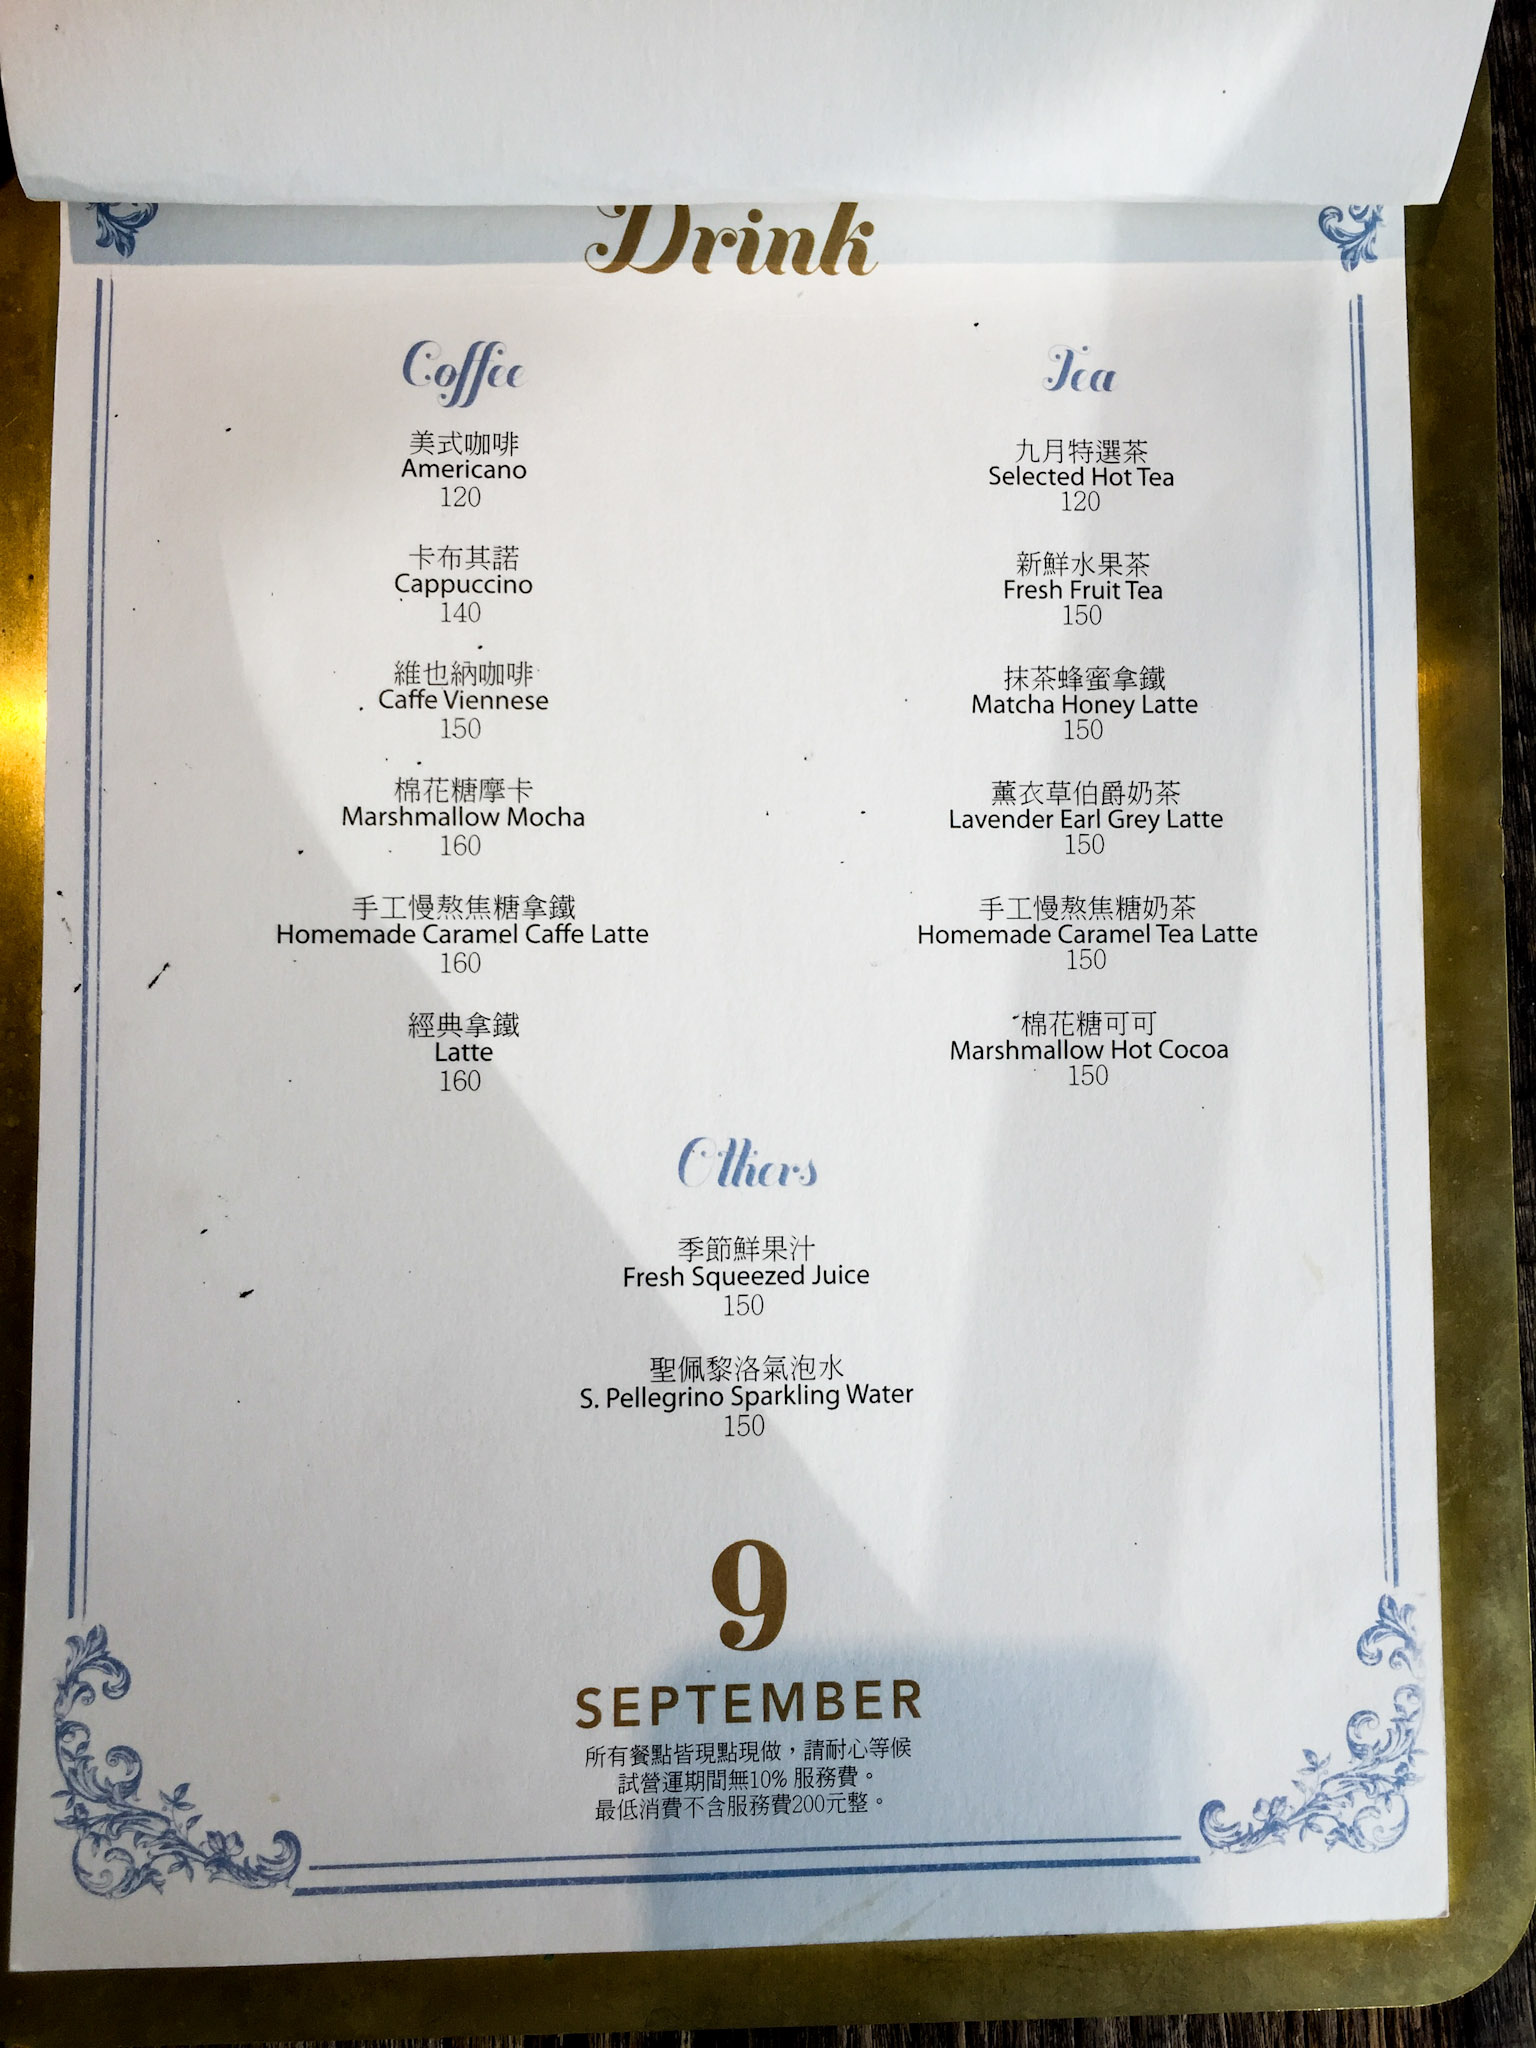 Drink
Coffee
美式咖啡
Americano
120
卡布其諾
Cappuccino
140
維也納咖啡
Caffe Viennese
150
棉花糖摩卡
Marshmallow Mocha
160
手工慢熬焦糖拿鐵
Homemade Caramel Caffe Latte
160
經典拿鐵
Latte
160
Tea
九月特選茶
Selected Hot Tea
120
新鮮水果茶
Fresh Fruit Tea
150
抹茶蜂蜜拿鐵
Matcha Honey Latte
150
薰衣草伯爵奶茶
Lavender Earl Grey Latte
150
手工慢熬焦糖奶茶
Homemade Caramel Tea Latte
150
棉花糖可可
Marshmallow Hot Cocoa
150
Others
季節鮮果汁
Fresh Squeezed Juice
150
聖佩黎洛氣泡水
S. Pellegrino Sparkling Water
150
9
SEPTEMBER
所有餐點皆現點現做，請耐心等候
試營運期間無10% 服務費。
最低消費不含服務費200元整。